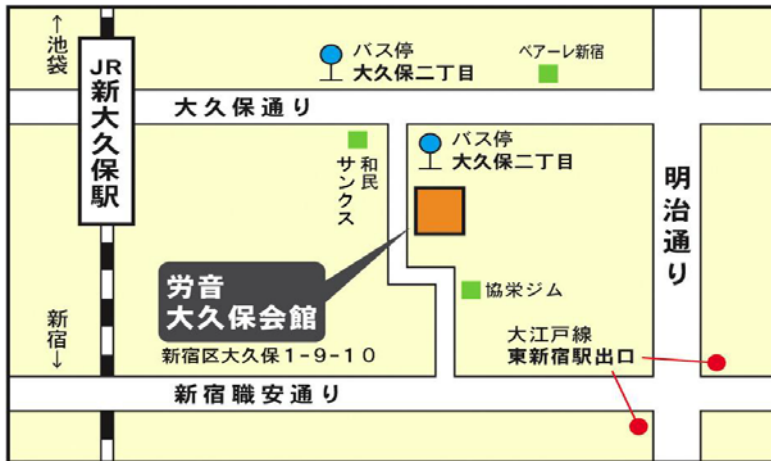 ↑池袋
JR新大久保駅
バス停
大久保二丁目
ペアーレ新宿
大久保通り
和民
サンクス
バス停
大久保二丁目
明治通り
労音
大久保会館
新宿区大久保1-9-10
協栄ジム
新宿↓
大江戸線
東新宿駅出口
新宿職安通り